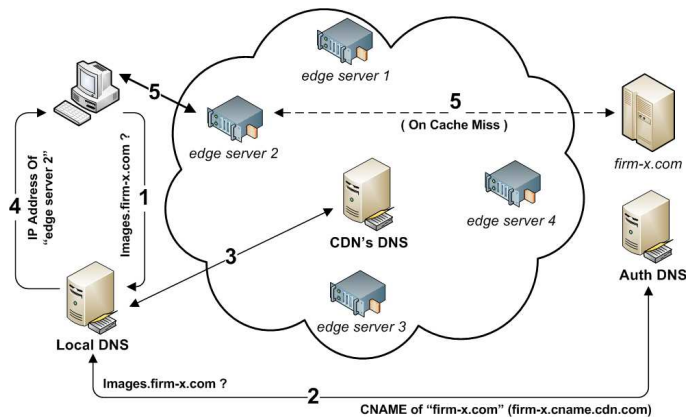 edge server 1
5
5
( On Cache Miss )
edge server 2
firm-x.com
4
IP Address Of
"edge server 2"
Images.firm-x.com ?
1
edge server 4
CDN's DNS
3
Auth DNS
edge server 3
Local DNS
Images.firm-x.com ?
2
CNAME of "firm-x.com" (firm-x.cname.cdn.com)